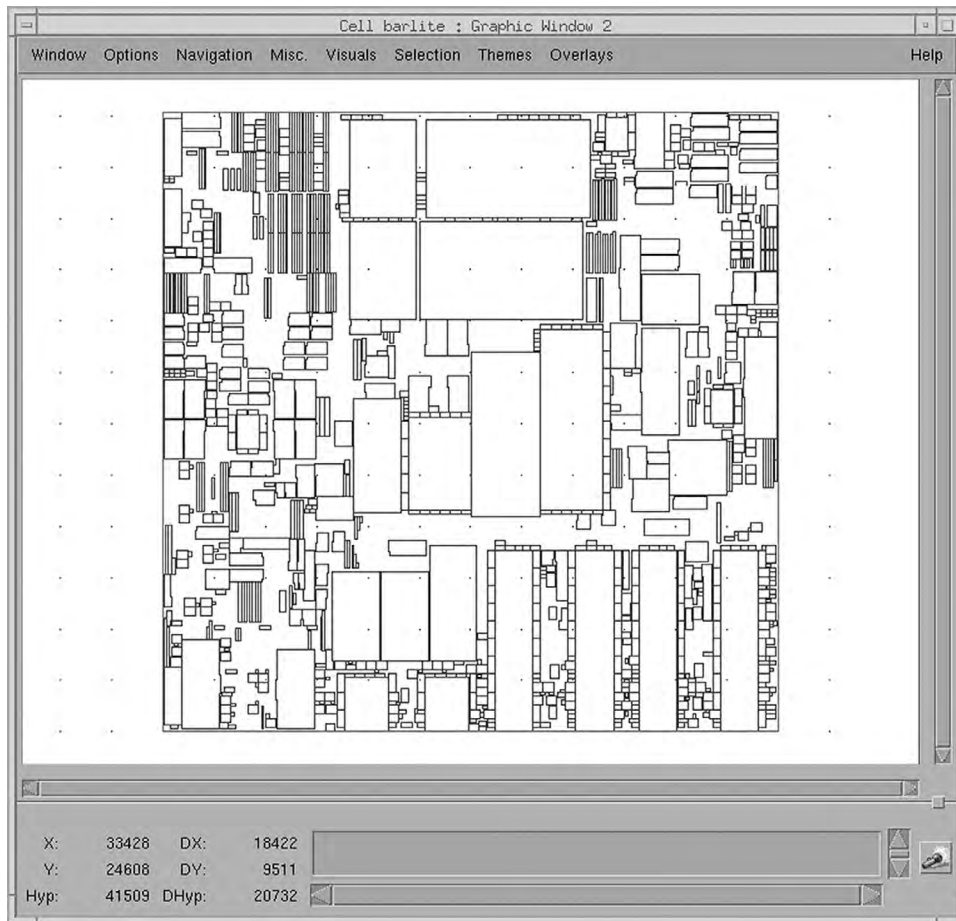 Cell barlite : Graphic Window 2
Window Options Navigation Misc. Visuals Selection Themes Overlays Help
X: 33428 DX: 18422
Y: 24608 DY: 9511
Hyp: 41509 DHyp: 20732